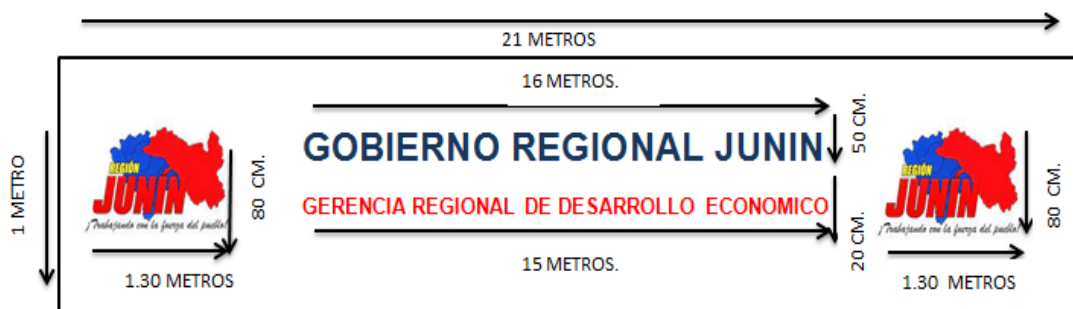 21 METROS
16 METROS.
GOBIERNO REGIONAL JUNIN
50 CM.
1 METRO
REGIÓN
JUNIN
¡Trabajando con la fuerza del pueblo!
80 CM.
1.30 METROS
GERENCIA REGIONAL DE DESARROLLO ECONOMICO
20 CM.
15 METROS.
REGIÓN
JUNIN
¡Trabajando con la fuerza del pueblo!
80 CM.
1.30 METROS